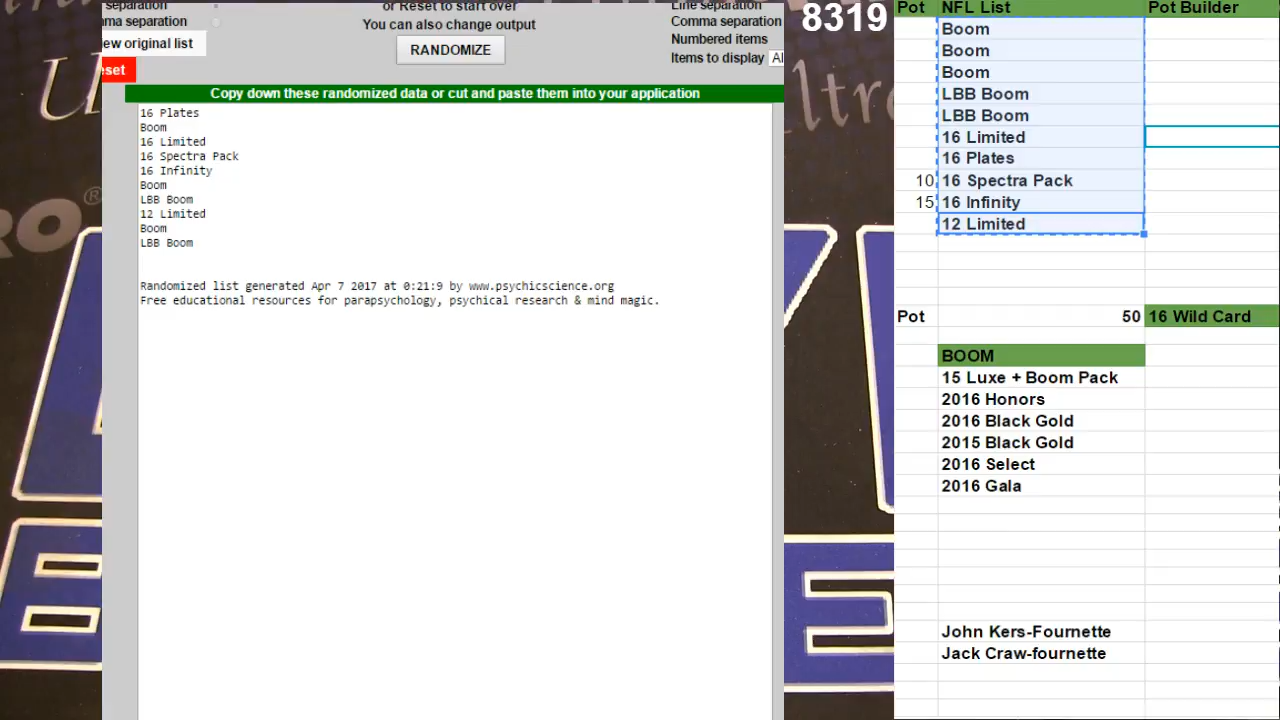 separation
or Reset to start over
Line separation
mma separation
You can also change output
Comma separation
ew original list
RANDOMIZE
Numbered items
eset
Items to display
Copy down these randomized data or cut and paste them into your application
16 Plates
Boom
16 Limited
16 Spectra Pack
16 Infinity
Boom
LBB Boom
12 Limited
Boom
LBB Boom
Randomized list generated Apr 7 2017 at 0:21:9 by www.psychicscience.org
Free educational resources for parapsychology, psychical research & mind magic.
8319
Pot NFL List Pot Builder
Boom
Boom
Boom
LBB Boom
LBB Boom
16 Limited
16 Plates
10 16 Spectra Pack
15 16 Infinity
12 Limited
Pot 50 16 Wild Card
BOOM
15 Luxe + Boom Pack
2016 Honors
2016 Black Gold
2015 Black Gold
2016 Select
2016 Gala
John Kers-Fournette
Jack Craw-fournette